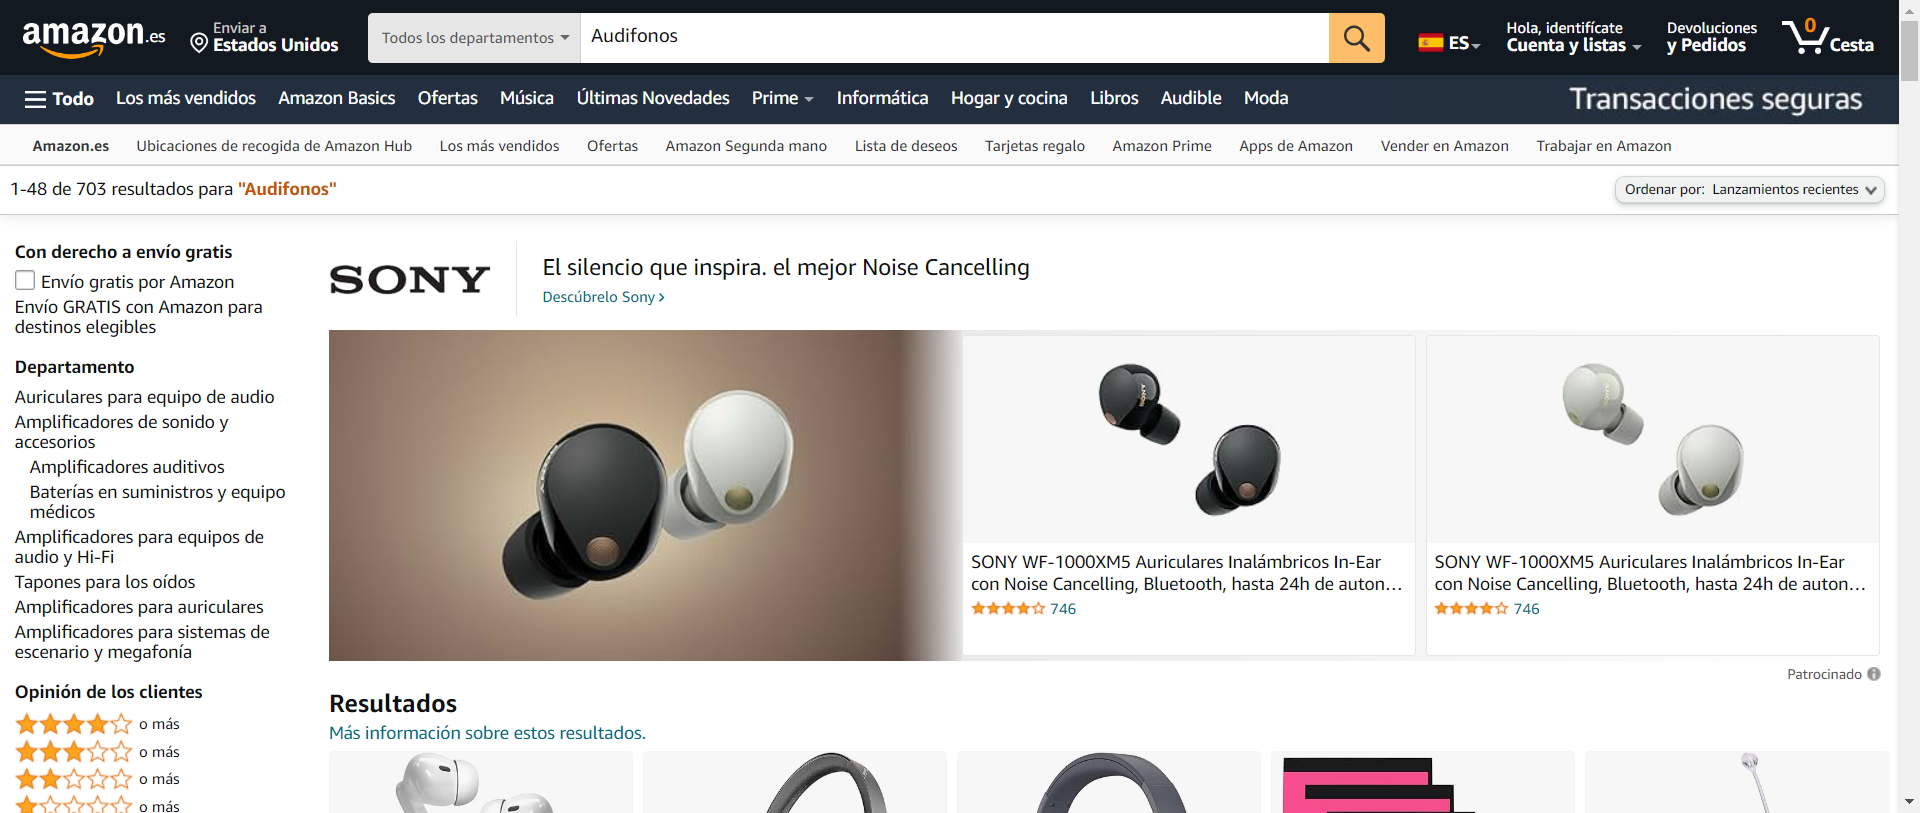 amazon.es
Enviar a
Estados Unidos
Todos los departamentos
Audifonos
ES
Hola, identifícate
Cuenta y listas
Devoluciones
y Pedidos
0
Cesta
Todo
Los más vendidos
Amazon Basics
Ofertas
Música
Últimas Novedades
Prime
Informática
Hogar y cocina
Libros
Audible
Moda
Transacciones seguras
Amazon.es
Ubicaciones de recogida de Amazon Hub
Los más vendidos
Ofertas
Amazon Segunda mano
Lista de deseos
Tarjetas regalo
Amazon Prime
Apps de Amazon
Vender en Amazon
Trabajar en Amazon
1-48 de 703 resultados para "Audifonos"
Ordenar por: Lanzamientos recientes
Con derecho a envío gratis
Envío gratis por Amazon
Envío GRATIS con Amazon para
destinos elegibles
Departamento
Auriculares para equipo de audio
Amplificadores de sonido y
accesorios
Amplificadores auditivos
Baterías en suministros y equipo
médicos
Amplificadores para equipos de
audio y Hi-Fi
Tapones para los oídos
Amplificadores para auriculares
Amplificadores para sistemas de
escenario y megafonía
Opinión de los clientes
o más
o más
o más
o más
SONY
El silencio que inspira. el mejor Noise Cancelling
Descúbrelo Sony
SONY
SONY WF-1000XM5 Auriculares Inalámbricos In-Ear
con Noise Cancelling, Bluetooth, hasta 24h de auton...
746
SONY
SONY WF-1000XM5 Auriculares Inalámbricos In-Ear
con Noise Cancelling, Bluetooth, hasta 24h de auton...
746
Patrocinado
Resultados
Más información sobre estos resultados.